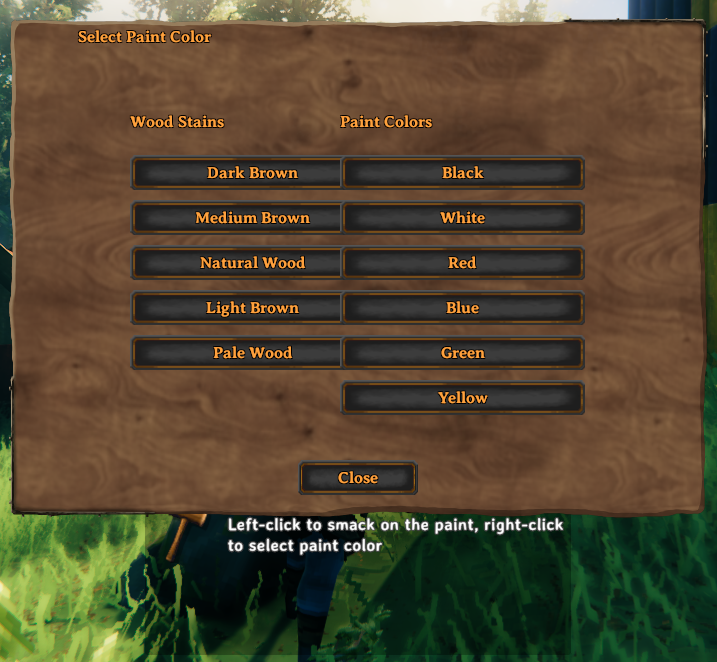 Select Paint Color
Wood Stains
Paint Colors
Dark Brown
Black
Medium Brown
White
Natural Wood
Red
Light Brown
Blue
Pale Wood
Green
Yellow
Close
Left-click to smack on the paint, right-click
to select paint color